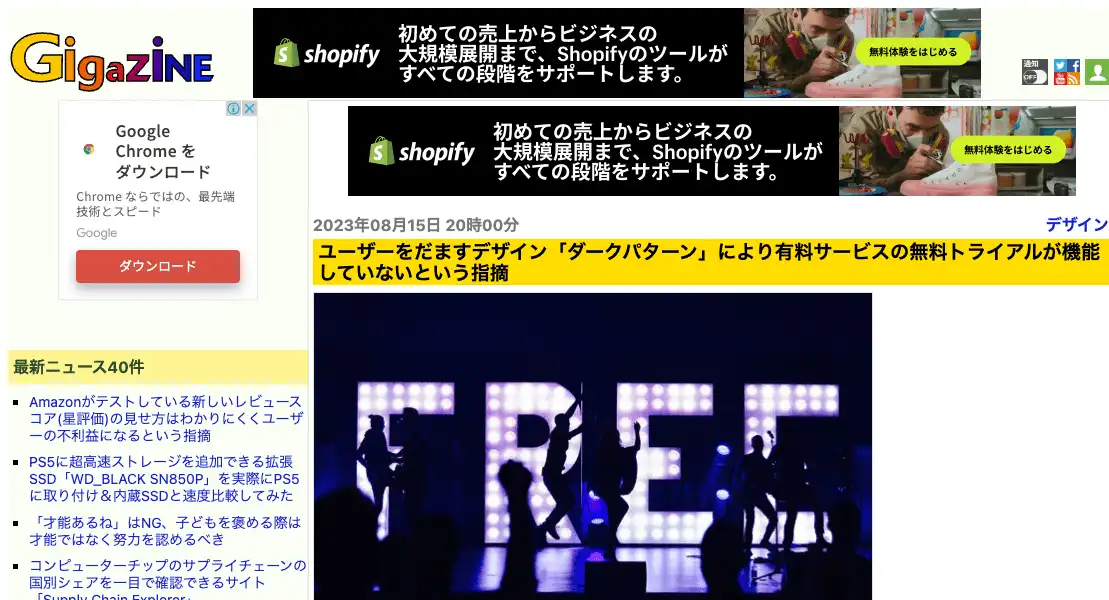 GigaZiNE
shopify
初めての売上からビジネスの
大規模展開まで、Shopifyのツールが
すべての段階をサポートします。
無料体験をはじめる
通知
OFF
Google
Chrome を
ダウンロード
Chrome ならでは の、最先端
技術とスピード
Google
ダウンロード
shopify
初めての売上からビジネスの
大規模展開まで、Shopifyのツールが
すべての段階をサポートします。
無料体験をはじめる
2023年08月15日 20時00分
デザイン
ユーザーをだますデザイン「ダークパターン」により有料サービスの無料トライアルが機能
していないという指摘
FREE
最新ニュース40件
Amazonがテストしている新しいレビュース
コア(星評価)の見せ方はわかりにくくユーザ
ーの不利益になるという指摘
PS5に超高速ストレージを追加できる拡張
SSD「WD_BLACK SN850P」を実際にPS5
に取り付け＆内蔵SSDと速度比較してみた
「才能あるね」はNG、子どもを褒める際は
才能ではなく努力を認めるべき
コンピューターチップのサプライチェーンの
国別シェアを一目で確認できるサイト
「Supply Chain Explorer」